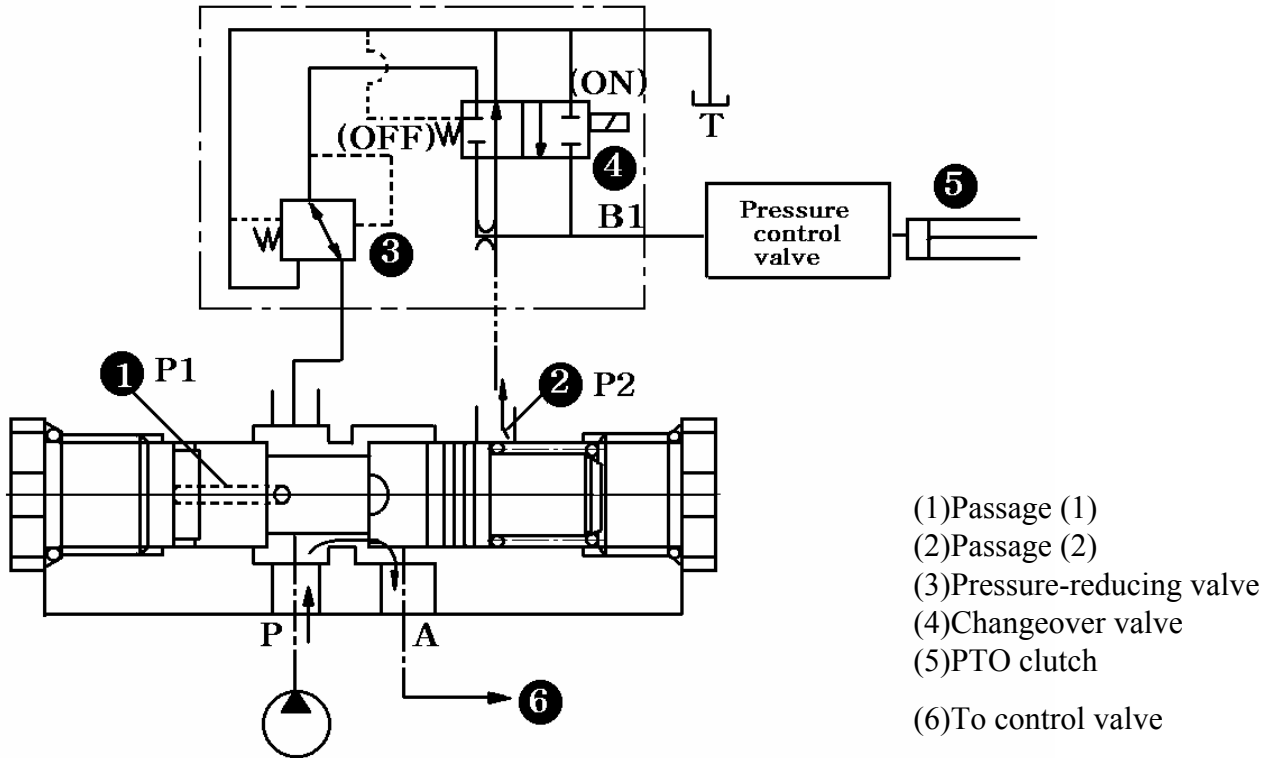 (ON)
T
(OFF)
4
B1
Pressure
control
valve
5
3
1 P1
2 P2
P
A
6
(1)Passage (1)
(2)Passage (2)
(3)Pressure-reducing valve
(4)Changeover valve
(5)PTO clutch
(6)To control valve